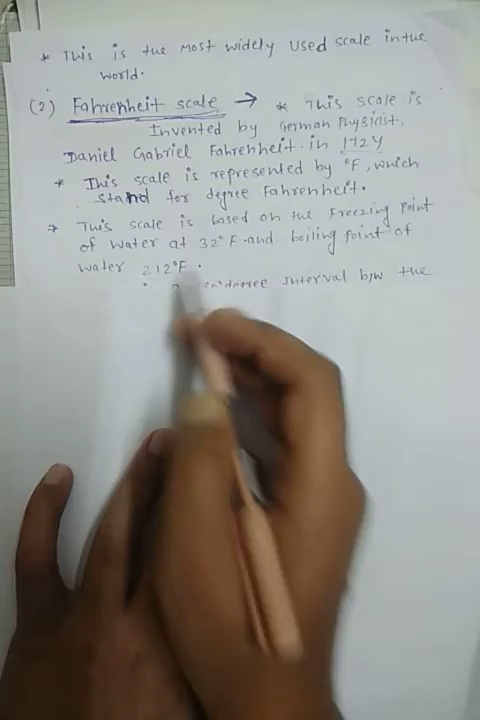 * This is the most widely used scale in the
world.
(2) Fahrenheit scale → * This scale is
Invented by German Physist,
Daniel Gabriel Fahrenheit. in 1724
* This scale is represented by °F, which
stand for degree Fahrenheit.
* This scale is based on the Freezing Point
of water at 32°F. and boiling point of
water 212°F.
degree Interval b/w the